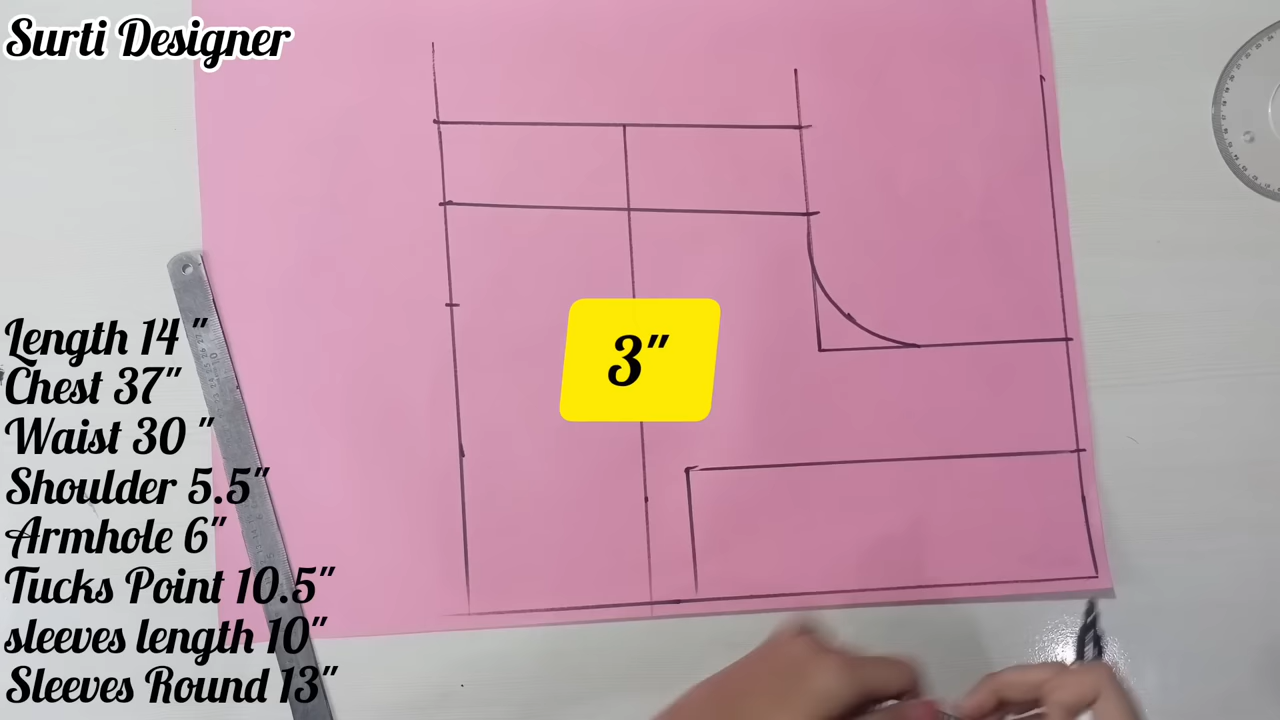 Surti Designer
3"
Length 14 "
Chest 37"
Waist 30 "
Shoulder 5.5"
Armhole 6"
Tucks Point 10.5"
sleeves length 10"
Sleeves Round 13"